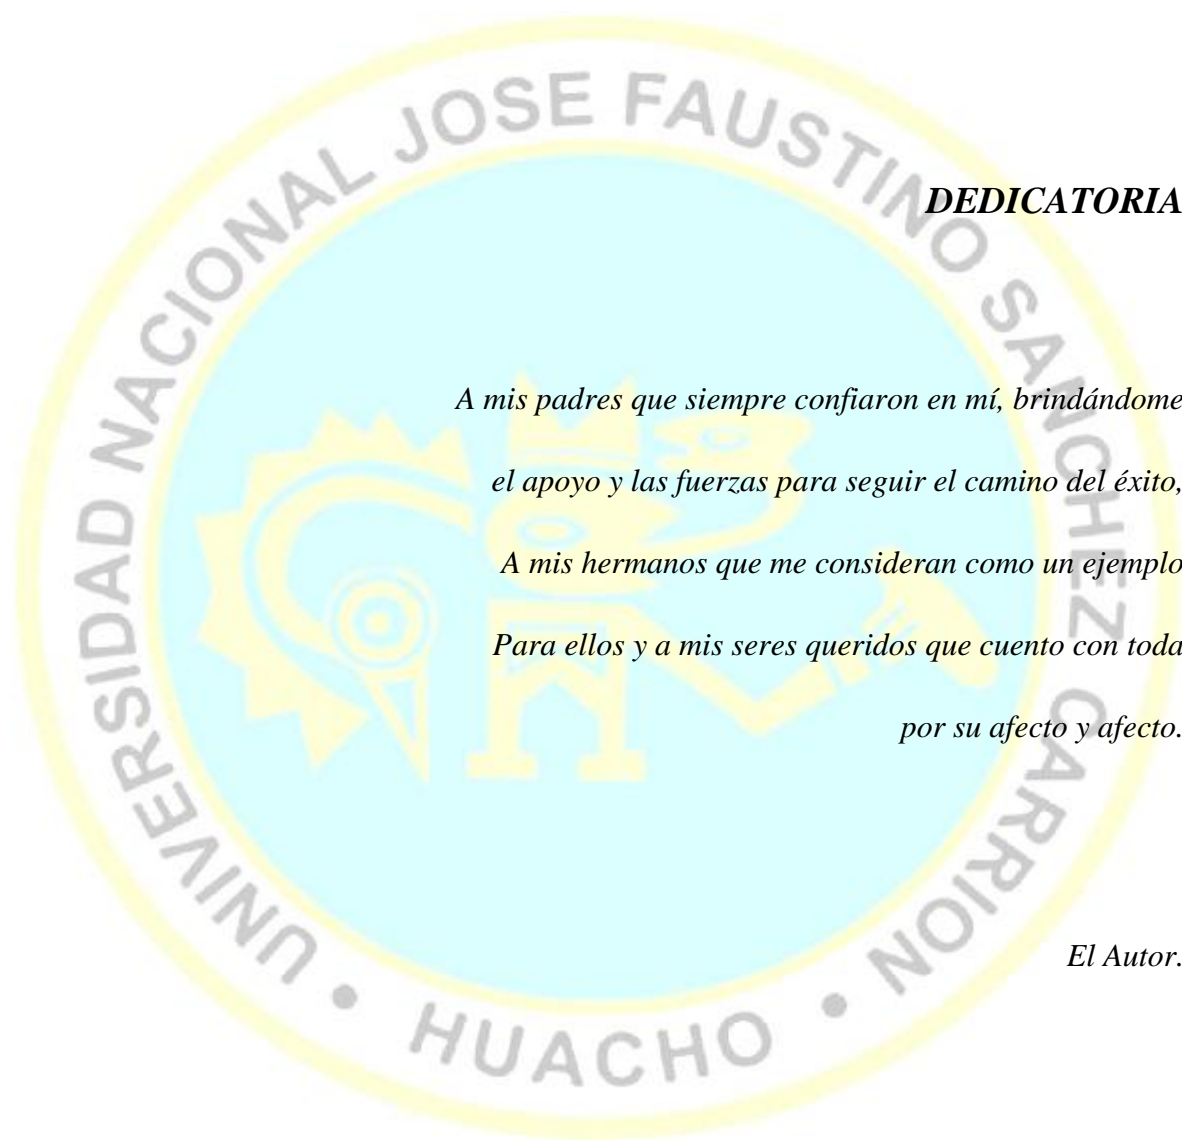 DEDICATORIA
A mis padres que siempre confiaron en mí, brindándome
el apoyo y las fuerzas para seguir el camino del éxito,
A mis hermanos que me consideran como un ejemplo
Para ellos y a mis seres queridos que cuento con toda
por su afecto y afecto.
El Autor.
UNIVERSIDAD NACIONAL JOSE FAUSTINO SANCHEZ CARRION • HUACHO •